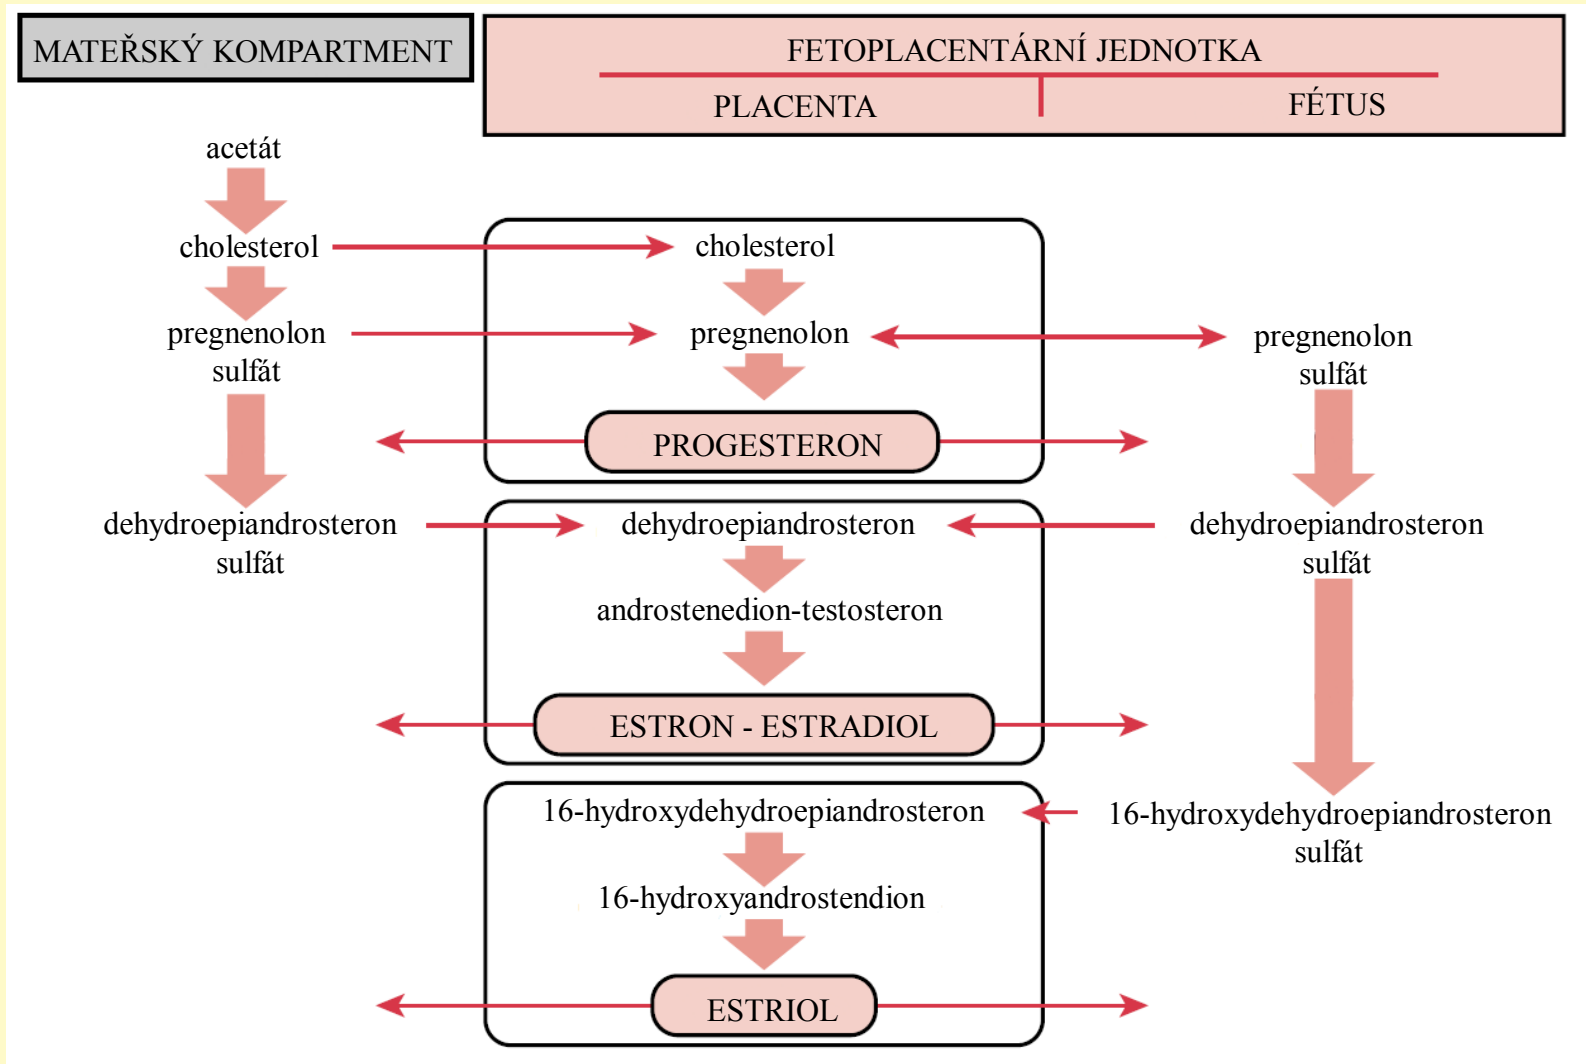 MATEŘSKÝ KOMPARTMENT
FETOPLACENTÁRNÍ JEDNOTKA
PLACENTA
FÉTUS
acetát
cholesterol
cholesterol
pregnenolon
sulfát
pregnenolon
pregnenolon
sulfát
PROGESTERON
dehydroepiandrosteron
sulfát
dehydroepiandrosteron
dehydroepiandrosteron
sulfát
androstenedion-testosteron
ESTRON - ESTRADIOL
16-hydroxydehydroepiandrosteron
16-hydroxydehydroepiandrosteron
sulfát
16-hydroxyandrostendion
ESTRIOL